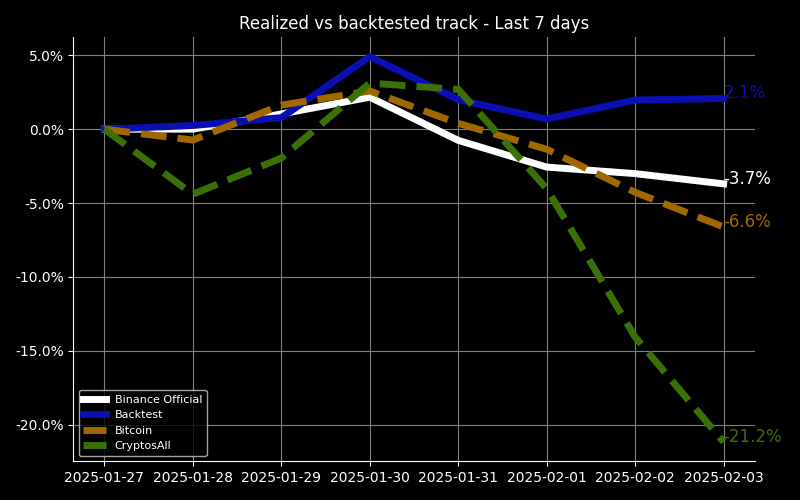 Realized vs backtested track - Last 7 days
5.0%
0.0%
-5.0%
-10.0%
-15.0%
-20.0%
2.1%
-3.7%
-6.6%
-21.2%
Binance Official
Backtest
Bitcoin
CryptosAll
2025-01-27 2025-01-28 2025-01-29 2025-01-30 2025-01-31 2025-02-01 2025-02-02 2025-02-03